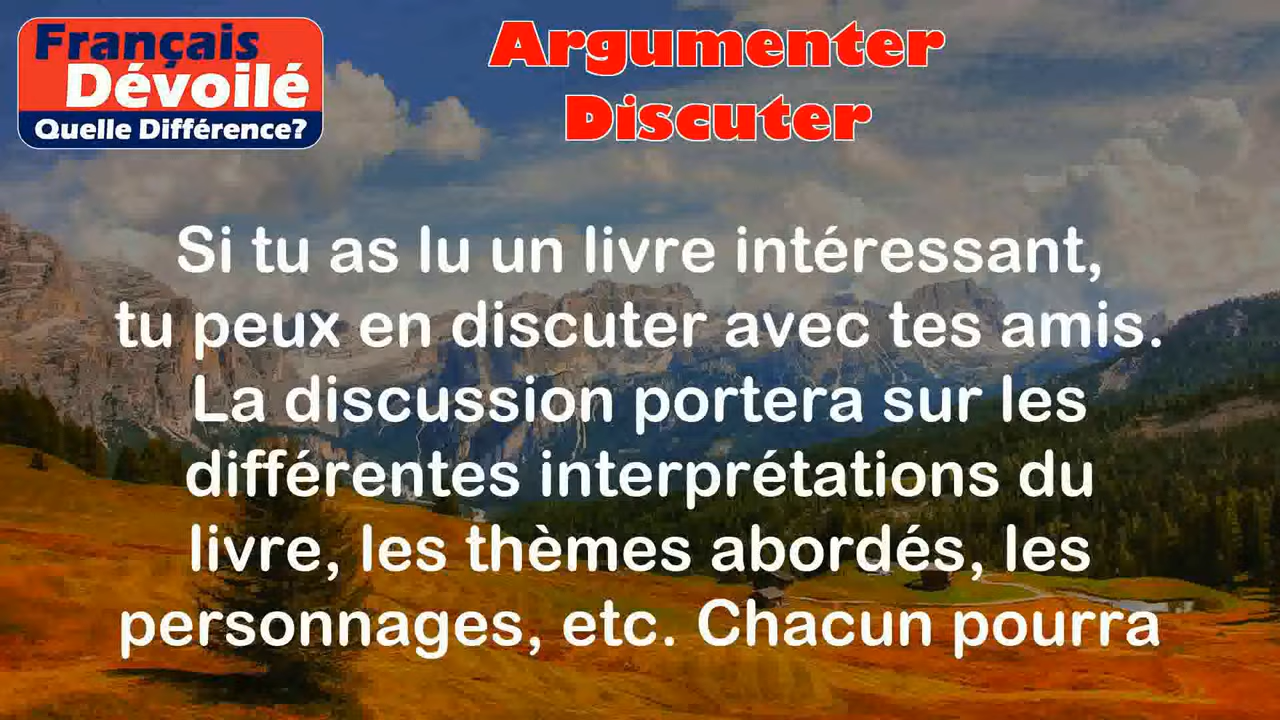 Français
Dévoilé
Quelle Différence?
Argumenter
Discuter
Si tu as lu un livre intéressant,
tu peux en discuter avec tes amis.
La discussion portera sur les
différentes interprétations du
livre, les thèmes abordés, les
personnages, etc. Chacun pourra